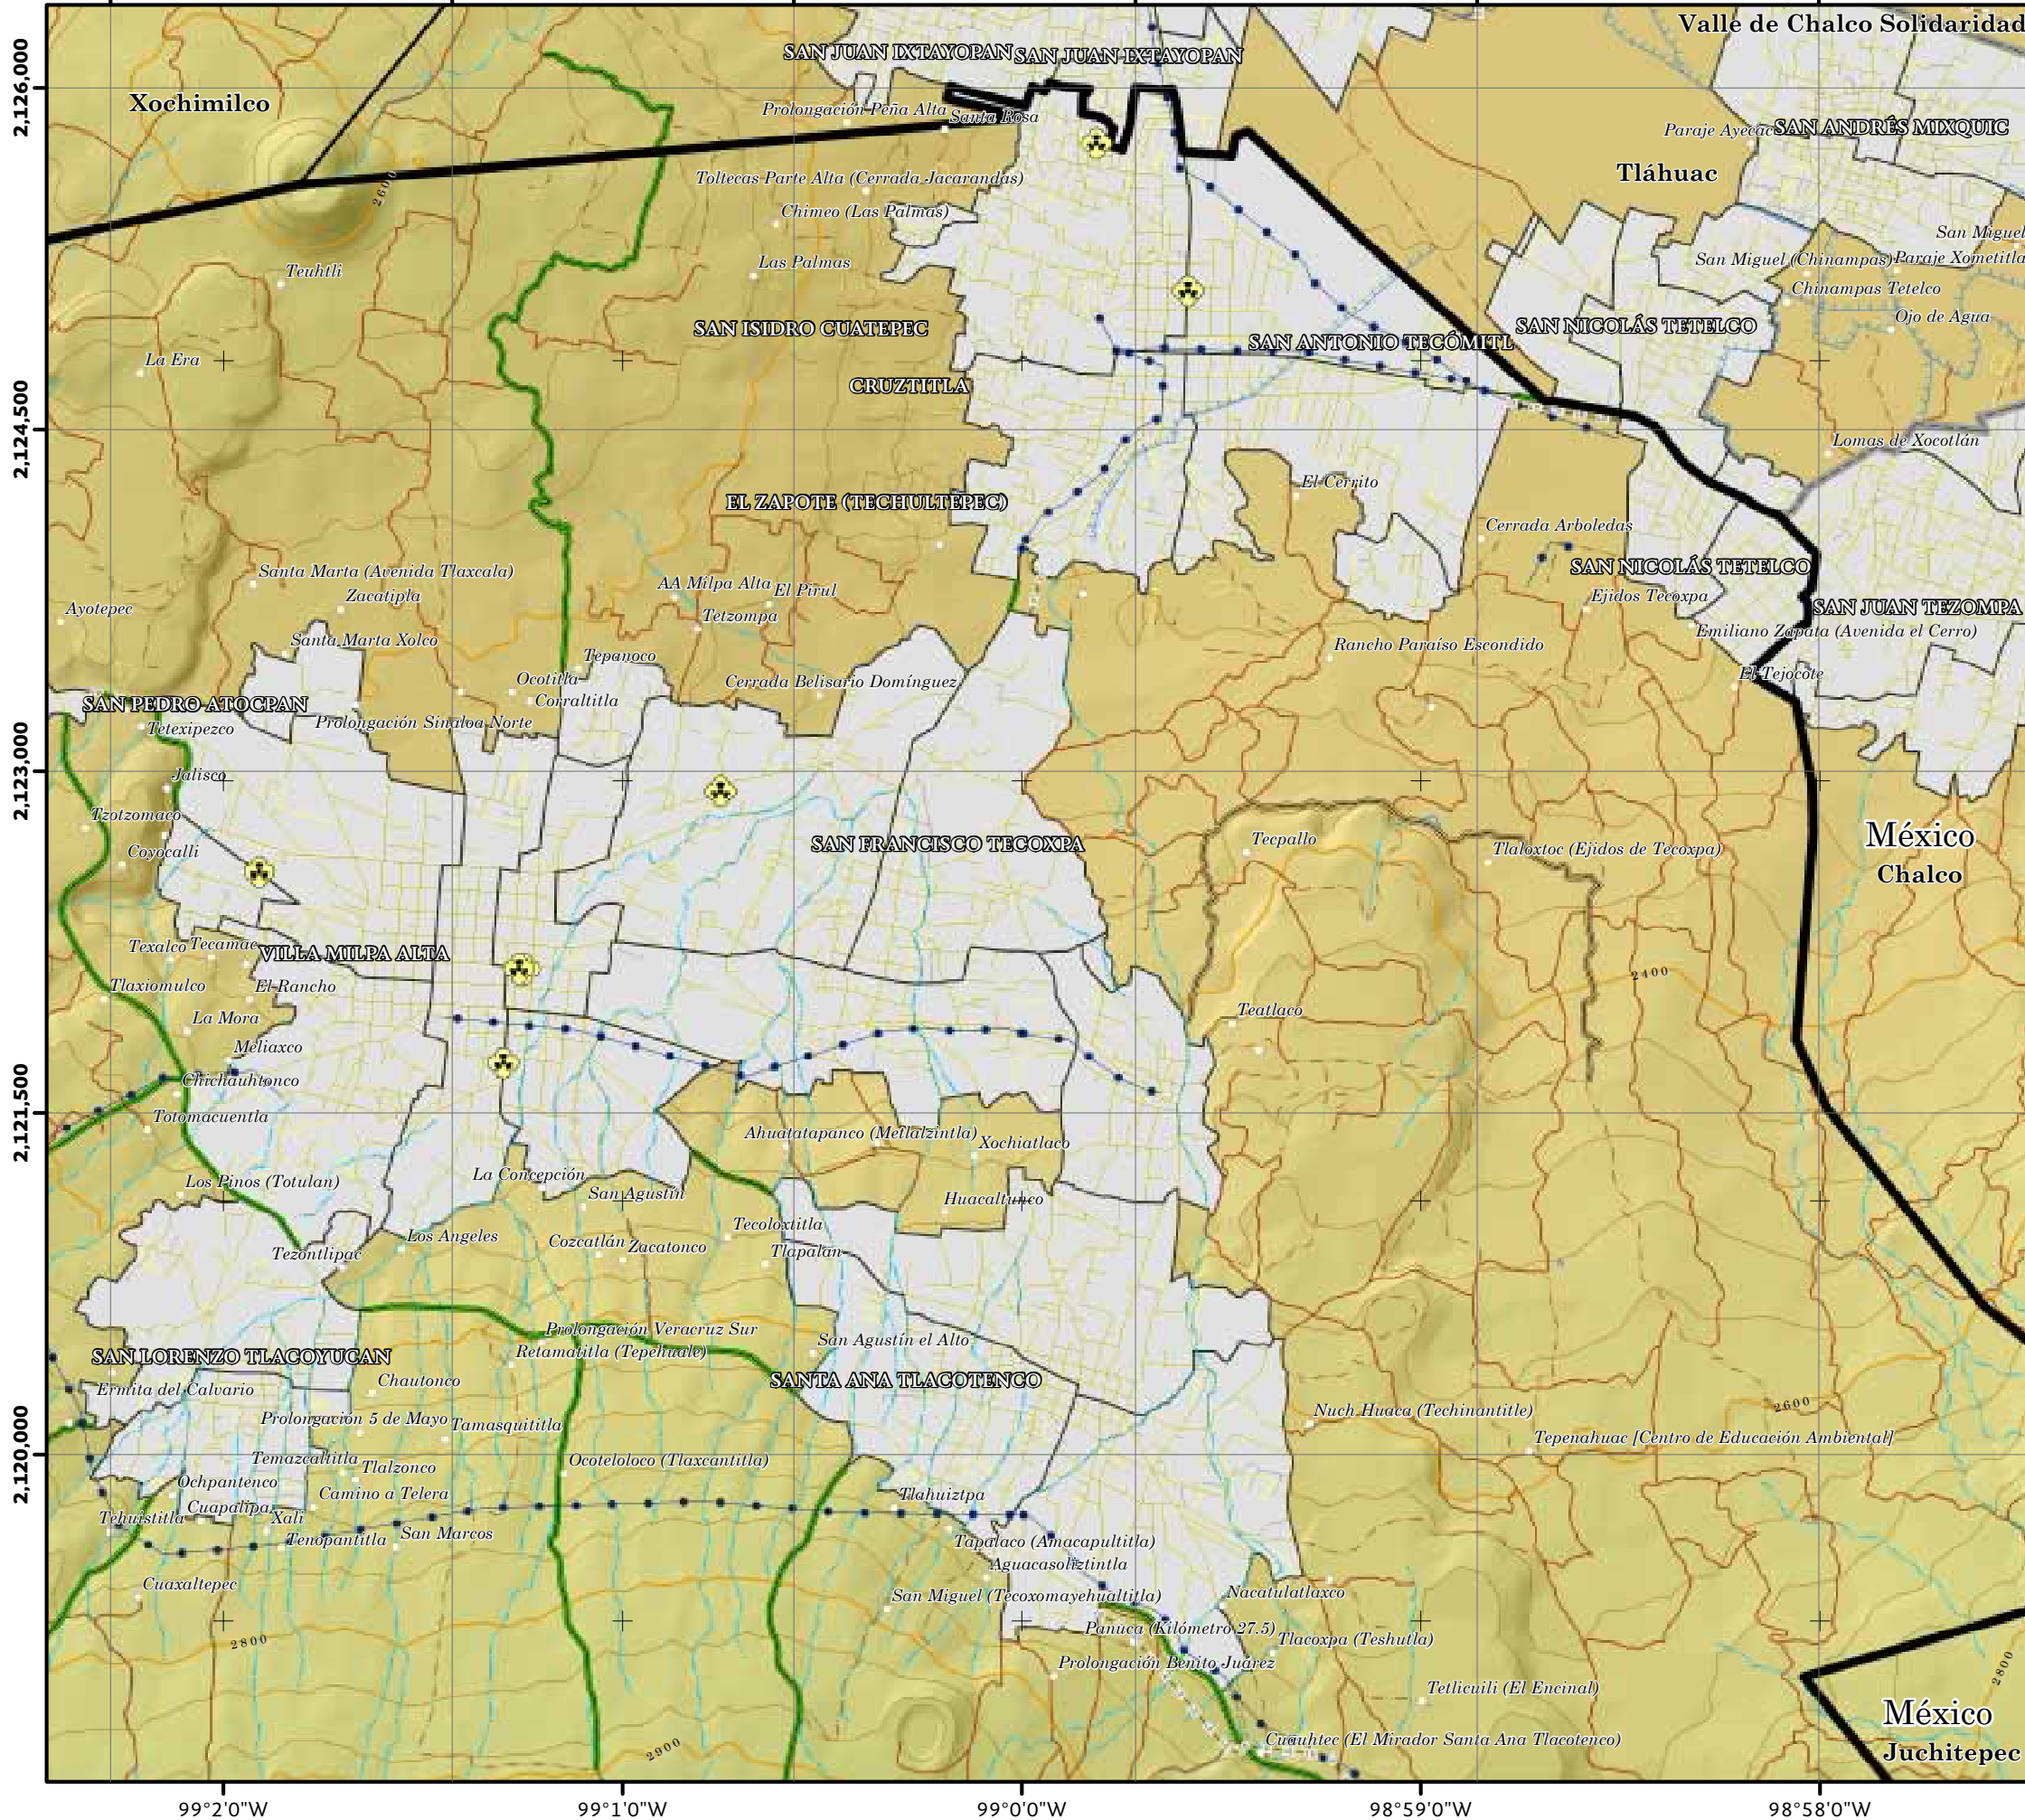 Valle de Chalco Solidaridad
SAN JUAN IXTAYOPAN
SAN JUAN IXTAYOPAN
2,126,000
Xochimilco
Prolongación Peña Alta
Santa Rosa
Paraje Ayecac
SAN ANDRÉS MIXQUIC
Tláhuac
Toltecas Parte Alta (Cerrada Jacarandas)
2600
Chimeo (Las Palmas)
San Miguel
Teuhtli
Las Palmas
San Miguel (Chinampas)
Paraje Xometitla
Chinampas Tetelco
Ojo de Agua
SAN ISIDRO CUATEPEC
SAN ANTONIO TECÓMITL
SAN NICOLÁS TETELCO
La Era
CRUZTITLA
2,124,500
Lomas de Xocotlán
El Cerrito
EL ZAPOTE (TECHULTEPEC)
Cerrada Arboledas
Santa Marta (Avenida Tlaxcala)
SAN NICOLÁS TETELCO
Zacatipla
AA Milpa Alta
El Pirul
Ejidos Tecoxpa
Ayotepec
Tetzompa
SAN JUAN TEZOMPA
Santa Marta Xolco
Rancho Paraíso Escondido
Emiliano Zapata (Avenida el Cerro)
Tepanoco
Ocotitla
Cerrada Belisario Domínguez
El Tejocote
SAN PEDRO ATOCPAN
Corraltitla
Tetexipezco
Prolongación Sinaloa Norte
2,123,000
Jalisco
Tzotzomaco
SAN FRANCISCO TECOXPA
Tecpallo
México
Coyocalli
Tlaloxtoc (Ejidos de Tecoxpa)
Chalco
Texalco
Tecamac
VILLA MILPA ALTA
2400
Tlaxiomulco
El Rancho
La Mora
Teatlaco
Meliaxco
Chichauhtonco
2,121,500
Totomacuentla
Ahuatatapanco (Metlalzintla)
Xochiatlaco
Los Pinos (Totulan)
La Concepción
San Agustín
Huacaltunco
Los Angeles
Tecoloxtitla
Tezontlipac
Cozcatlán
Zacatonco
Tlapalan
Prolongación Veracruz Sur
San Agustín el Alto
SAN LORENZO TLACOYUCAN
Retamatitla (Tepehuale)
Ermita del Calvario
Chautonco
SANTA ANA TLACOTENCO
2600
Prolongación 5 de Mayo
Tamasquititla
Nuch Huaca (Techinantitle)
Tepenahuac [Centro de Educación Ambiental]
2,120,000
Temazcaltitla
Tlalzonco
Ocoteloloco (Tlaxcantitla)
Ochpantenco
Camino a Telera
Tlahuiztpa
Cuapalipa
Tehuistitla
Xali
Tenopantitla
San Marcos
Tapalaco (Amacapultitla)
Aguacasoliztintla
Cuaxaltepec
San Miguel (Tecoxomayehualtitla)
Nacatulatlaxco
2800
Panuca (Kilómetro 27.5)
Tlacoxpa (Teshutla)
Prolongación Benito Juárez
2800
Tetlicuili (El Encinal)
México
2900
Cuauhtec (El Mirador Santa Ana Tlacotenco)
Juchitepec
99°2'0"W
99°1'0"W
99°0'0"W
98°59'0"W
98°58'0"W